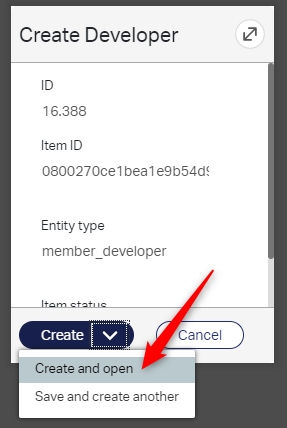 Create Developer
ID
16.388
Item ID
0800270ce1bea1e9b54d9
Entity type
member_developer
Item status
Create Cancel
Create and open
Save and create another